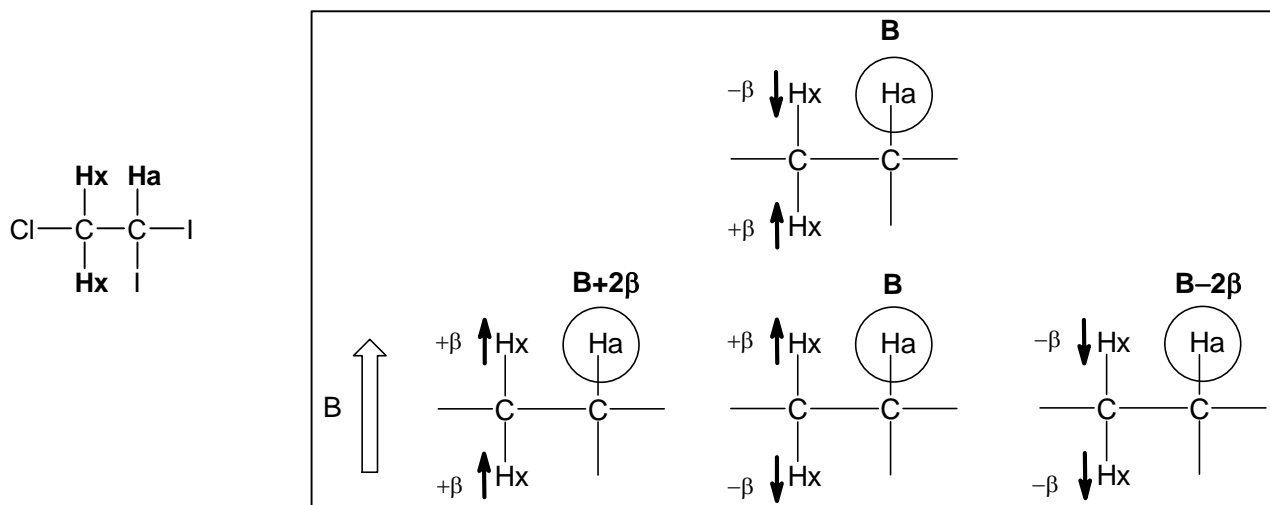 B
−β Hx Ha
C C
+β Hx
Hx Ha
Cl C C I
Hx I
B+2β B B−2β
+β Hx Ha +β Hx Ha −β Hx Ha
B C C C C C C
+β Hx −β Hx −β Hx